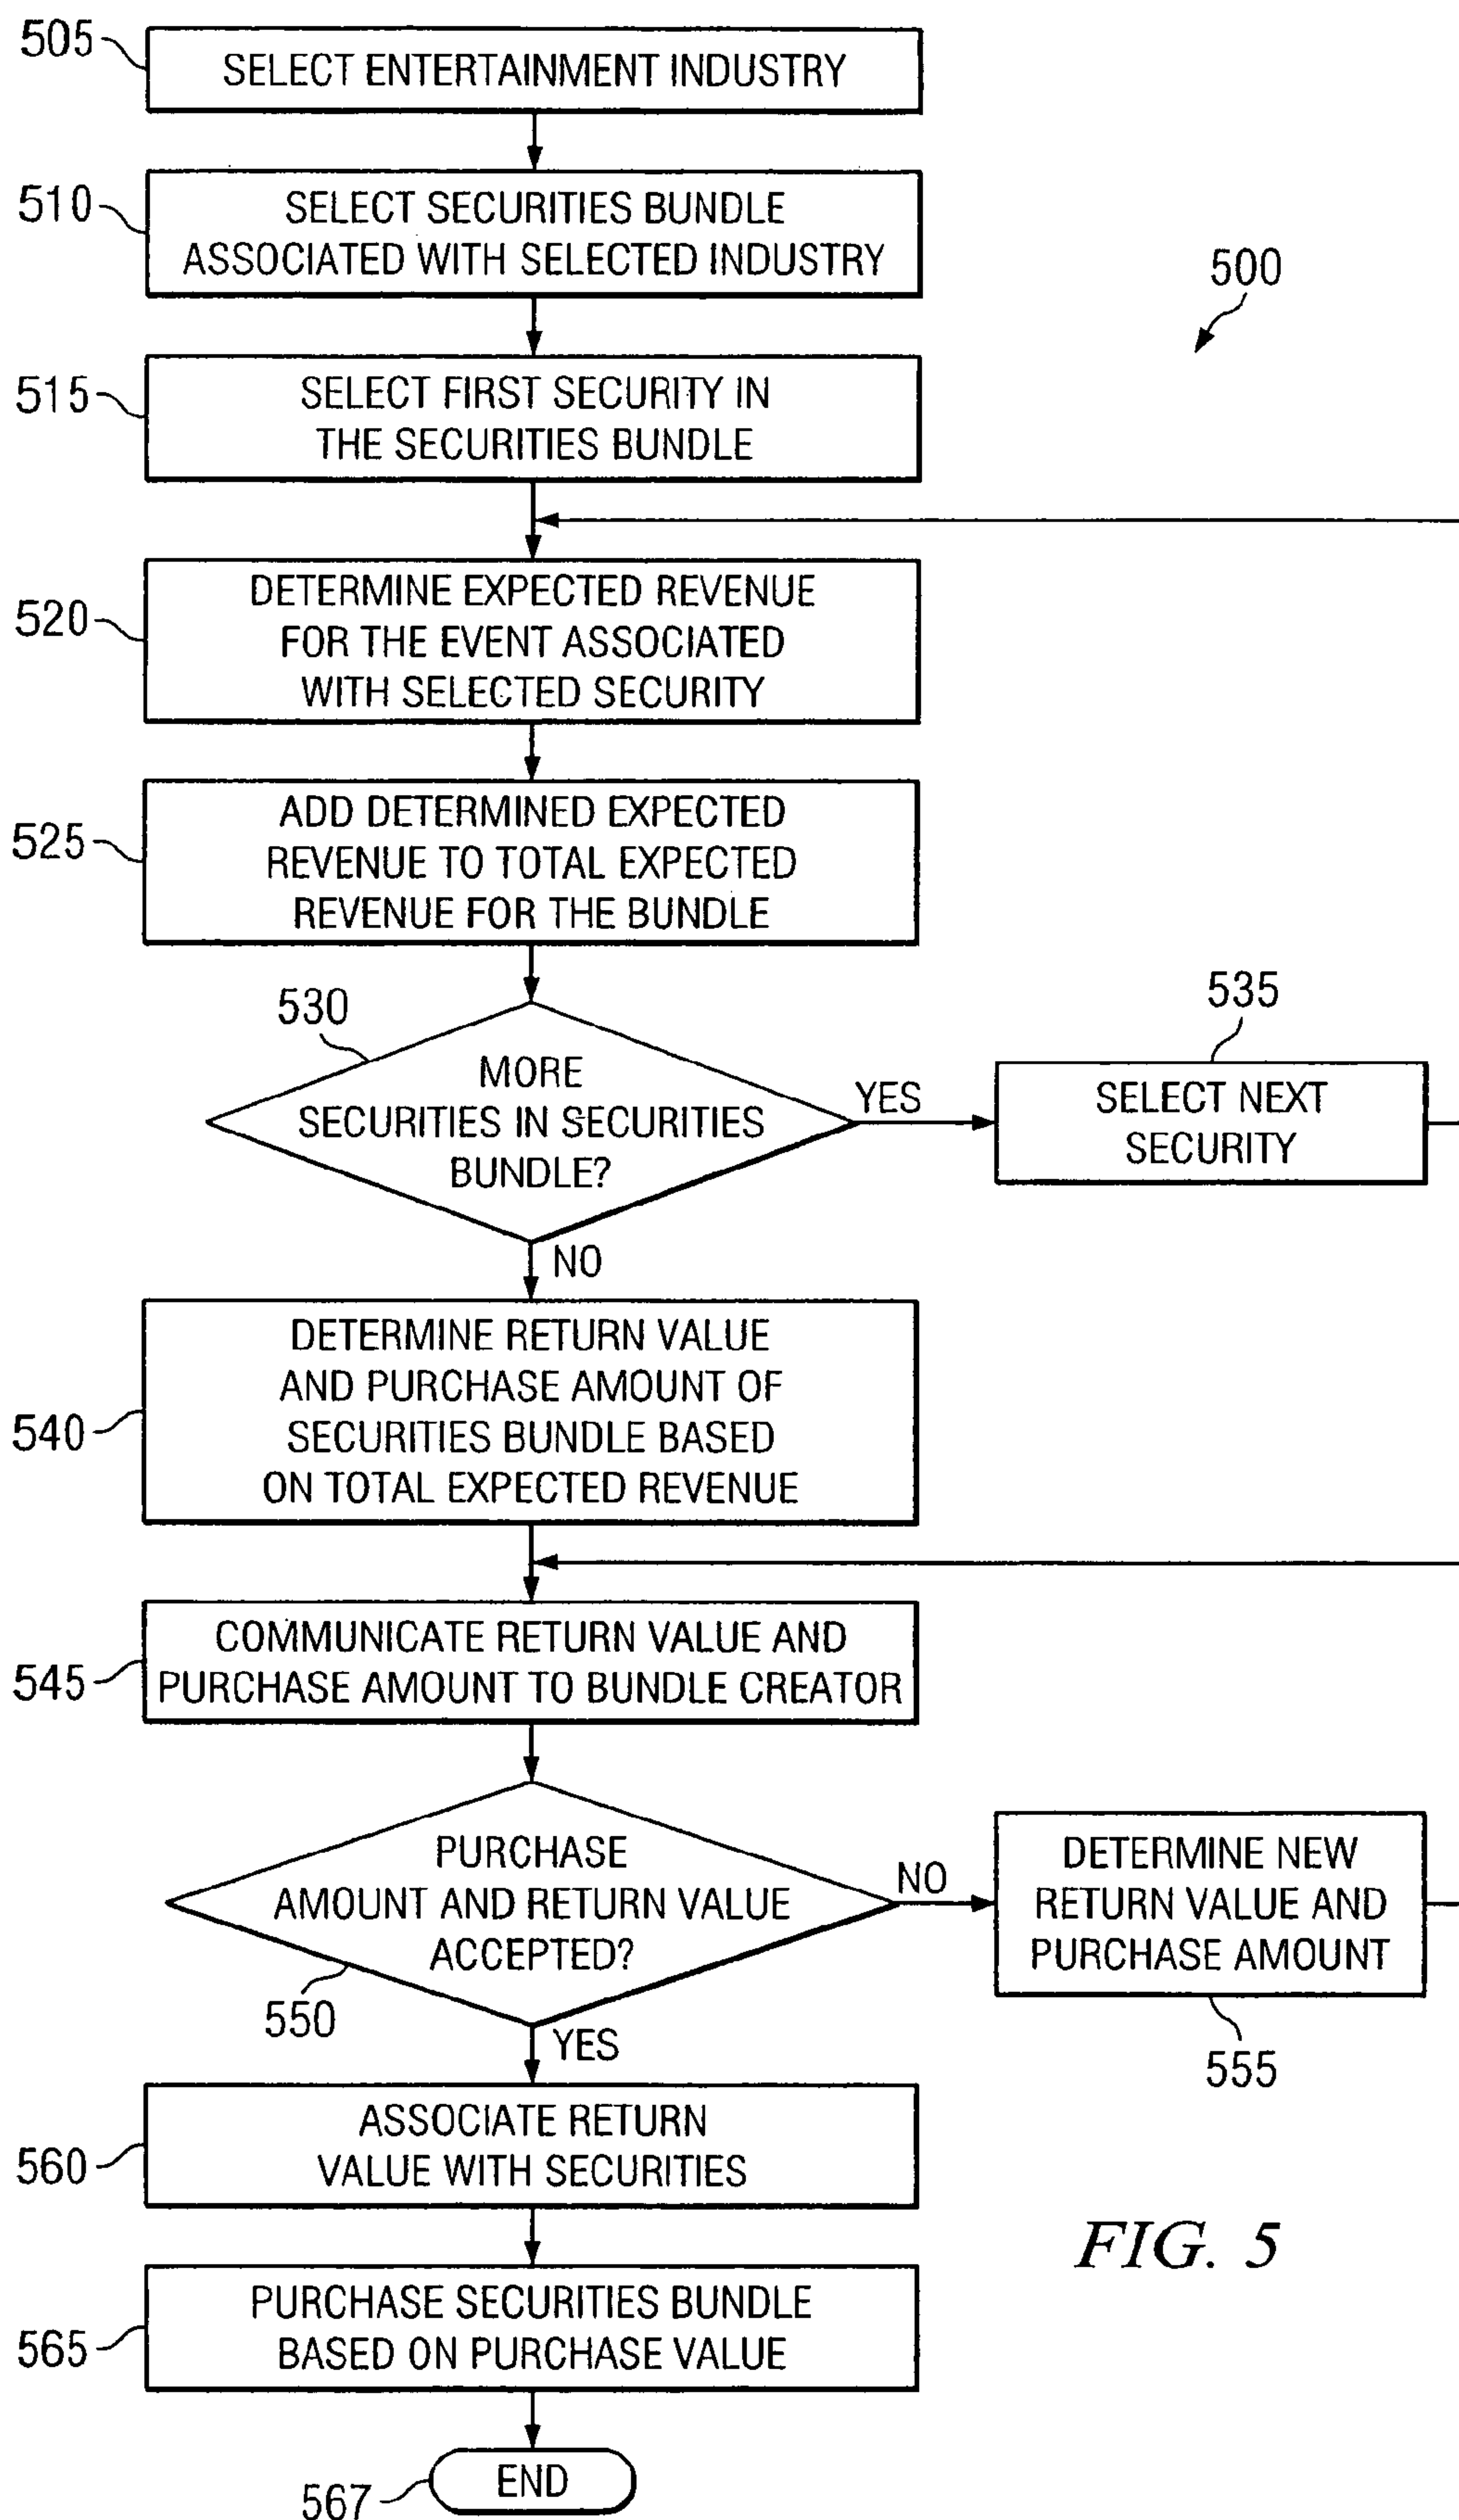 505
SELECT ENTERTAINMENT INDUSTRY
510
SELECT SECURITIES BUNDLE
ASSOCIATED WITH SELECTED INDUSTRY
500
515
SELECT FIRST SECURITY IN
THE SECURITIES BUNDLE
520
DETERMINE EXPECTED REVENUE
FOR THE EVENT ASSOCIATED
WITH SELECTED SECURITY
525
ADD DETERMINED EXPECTED
REVENUE TO TOTAL EXPECTED
REVENUE FOR THE BUNDLE
530
MORE
SECURITIES IN SECURITIES
BUNDLE?
YES
535
SELECT NEXT
SECURITY
NO
540
DETERMINE RETURN VALUE
AND PURCHASE AMOUNT OF
SECURITIES BUNDLE BASED
ON TOTAL EXPECTED REVENUE
545
COMMUNICATE RETURN VALUE AND
PURCHASE AMOUNT TO BUNDLE CREATOR
PURCHASE
AMOUNT AND RETURN VALUE
ACCEPTED?
550
NO
DETERMINE NEW
RETURN VALUE AND
PURCHASE AMOUNT
555
YES
560
ASSOCIATE RETURN
VALUE WITH SECURITIES
FIG. 5
565
PURCHASE SECURITIES BUNDLE
BASED ON PURCHASE VALUE
567
END